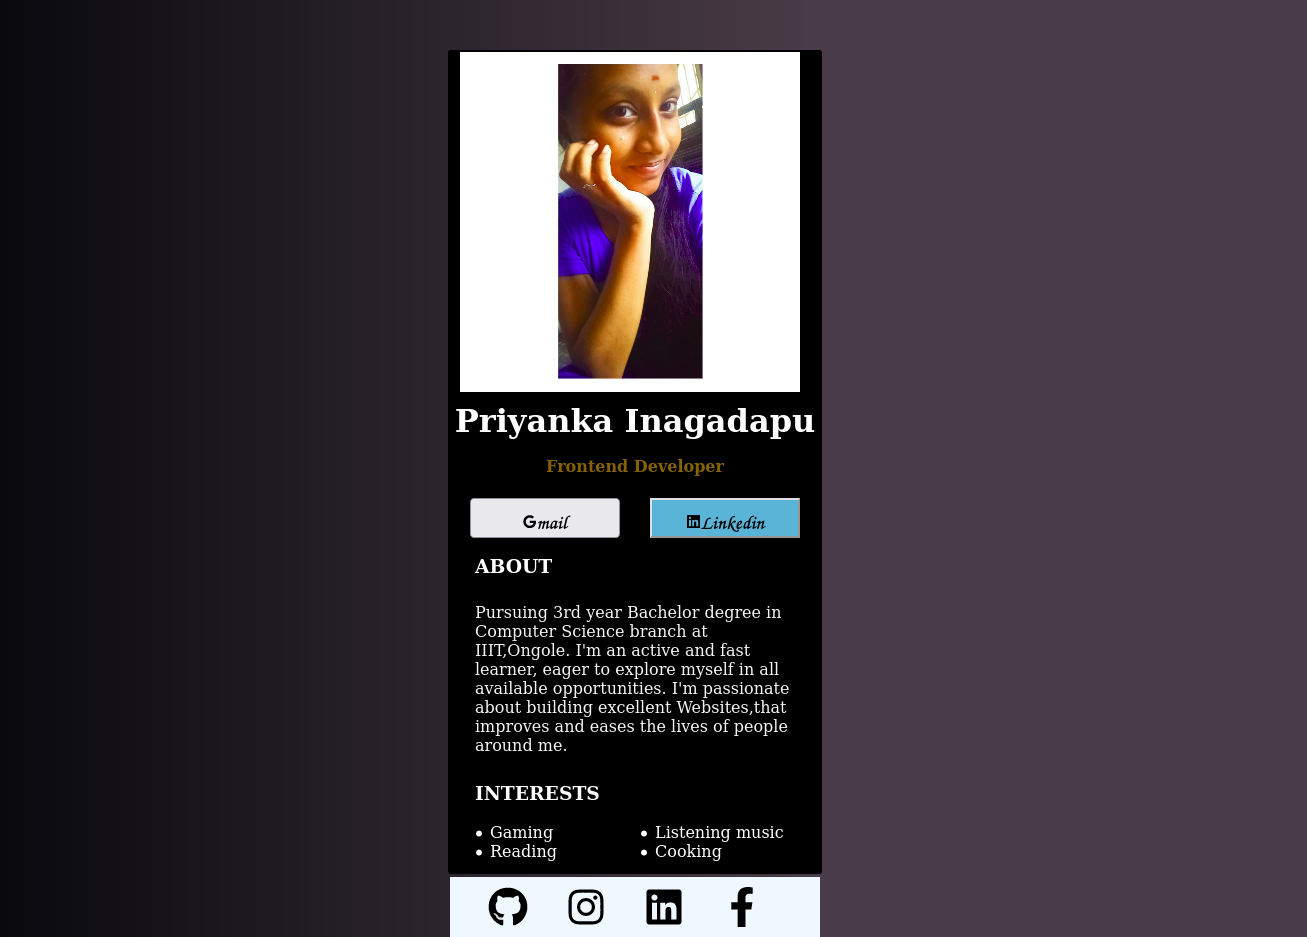 Priyanka Inagadapu
Frontend Developer
Gmail
Linkedin
ABOUT
Pursuing 3rd year Bachelor degree in
Computer Science branch at
IIIT,Ongole. I'm an active and fast
learner, eager to explore myself in all
available opportunities. I'm passionate
about building excellent Websites,that
improves and eases the lives of people
around me.
INTERESTS
• Gaming
• Listening music
• Reading
• Cooking